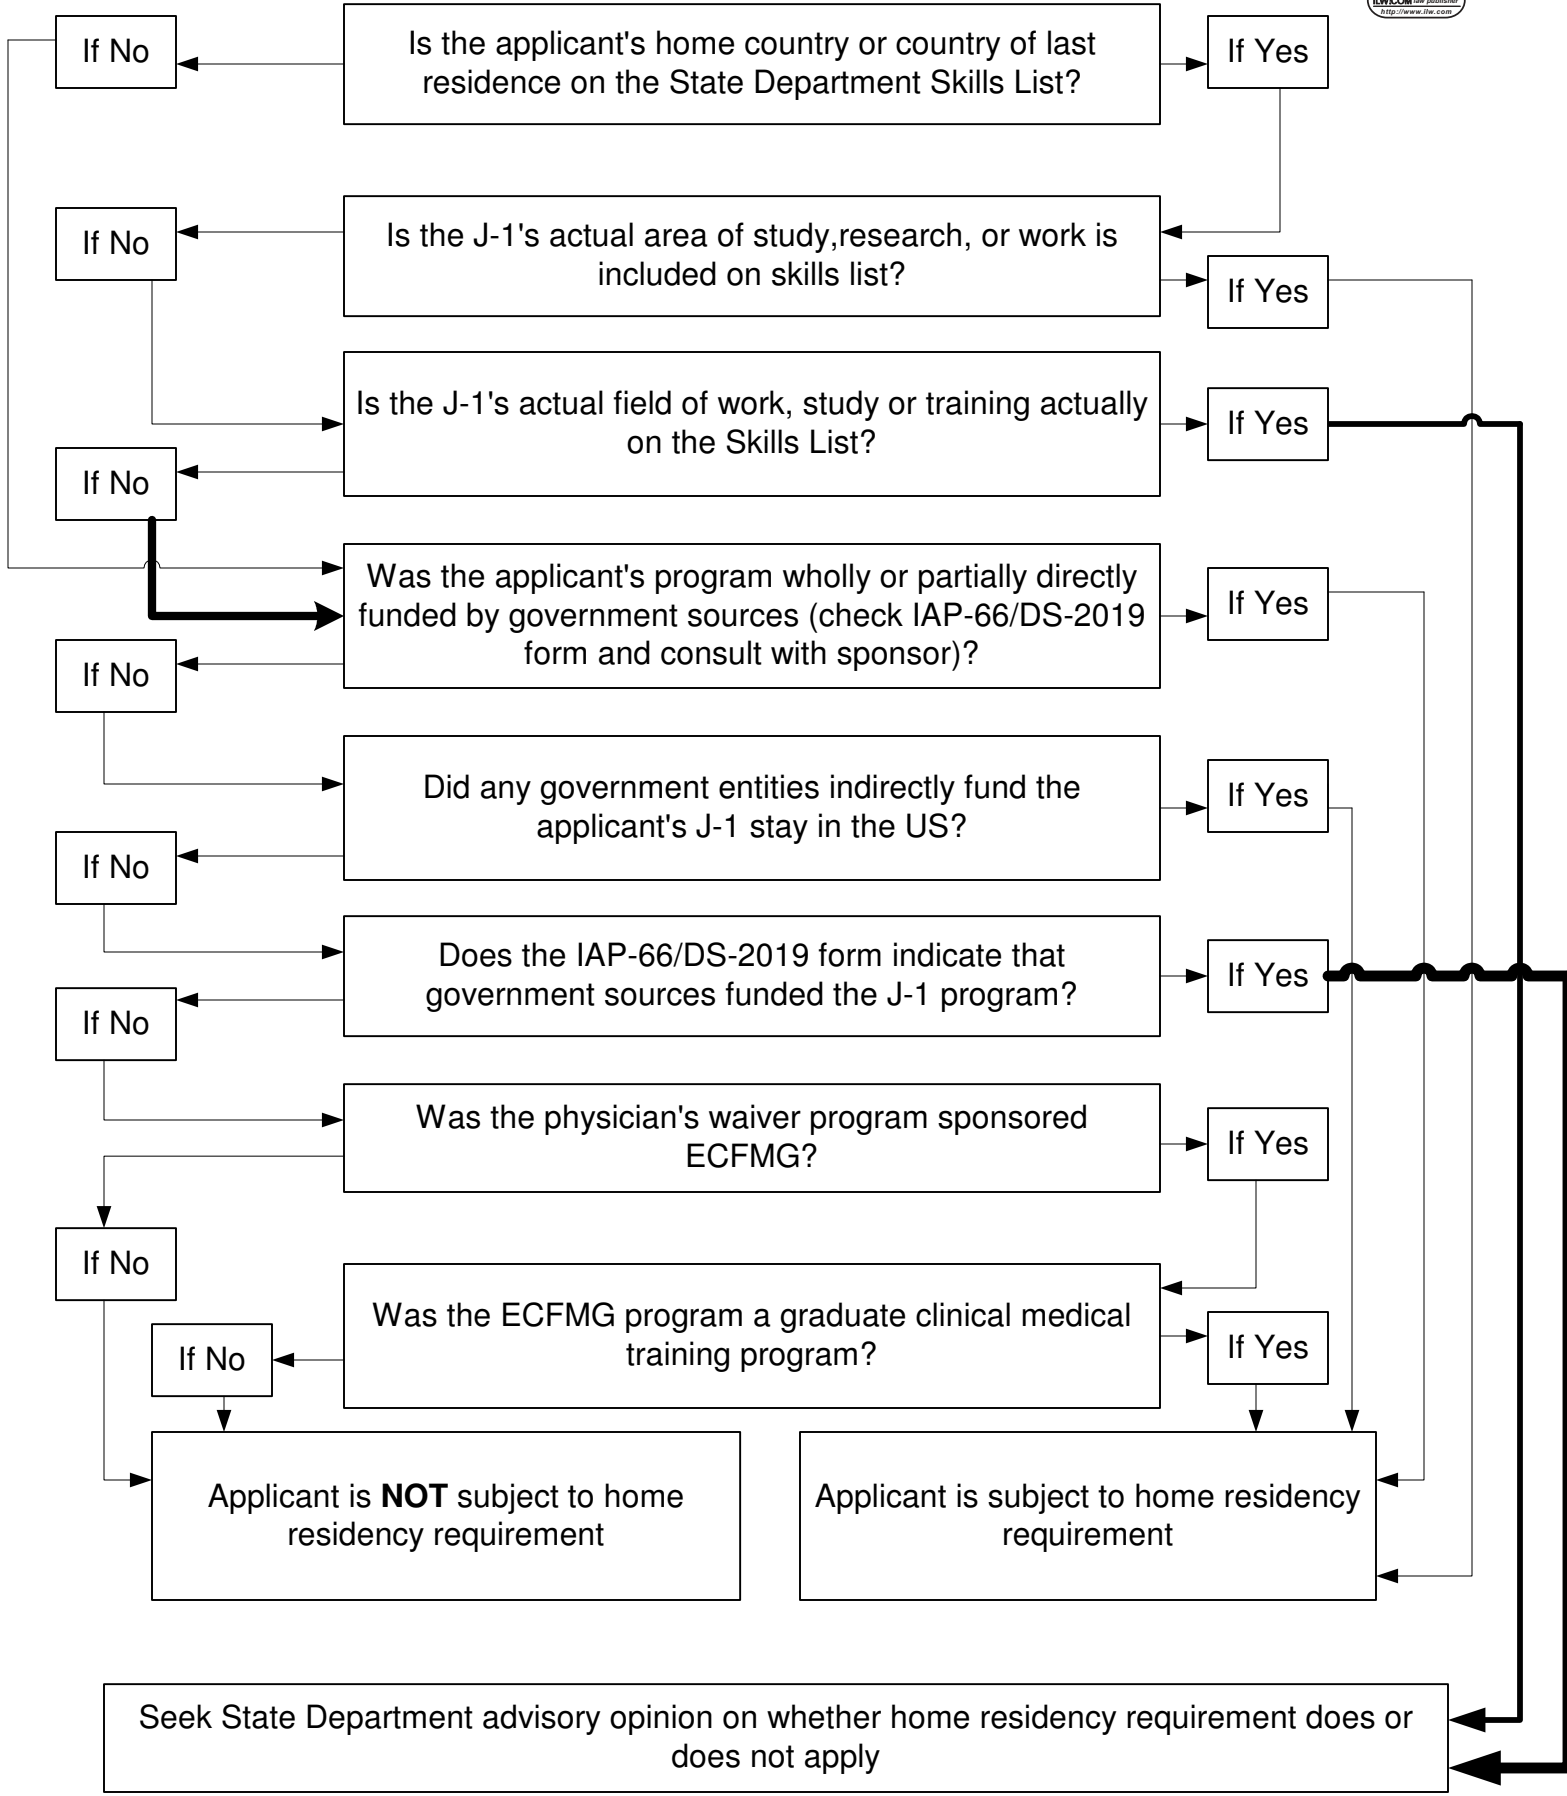 ILW.COM law publisher
http://www.ilw.com
If No
Is the applicant's home country or country of last
residence on the State Department Skills List?
If Yes
If No
Is the J-1's actual area of study,research, or work is
included on skills list?
If Yes
Is the J-1's actual field of work, study or training actually
on the Skills List?
If Yes
If No
Was the applicant's program wholly or partially directly
funded by government sources (check IAP-66/DS-2019
form and consult with sponsor)?
If Yes
If No
Did any government entities indirectly fund the
applicant's J-1 stay in the US?
If Yes
If No
Does the IAP-66/DS-2019 form indicate that
government sources funded the J-1 program?
If Yes
If No
Was the physician's waiver program sponsored
ECFMG?
If Yes
If No
Was the ECFMG program a graduate clinical medical
training program?
If Yes
If No
Applicant is NOT subject to home
residency requirement
Applicant is subject to home residency
requirement
Seek State Department advisory opinion on whether home residency requirement does or
does not apply